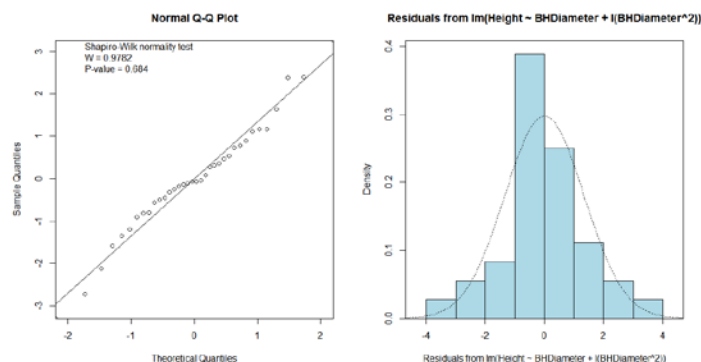 Normal Q-Q Plot
Shapiro-Wilk normality test
W = 0.9782
P-value = 0.684
3
2
1
0
-1
-2
-3
Sample Quantiles
-2
-1
0
1
2
Theoretical Quantiles
Residuals from lm(Height ~ BHDiameter + I(BHDiameter^2))
0.4
0.3
0.2
0.1
0.0
Density
-4
-2
0
2
4
Residuals from lm(Height ~ BHDiameter + I(BHDiameter^2))